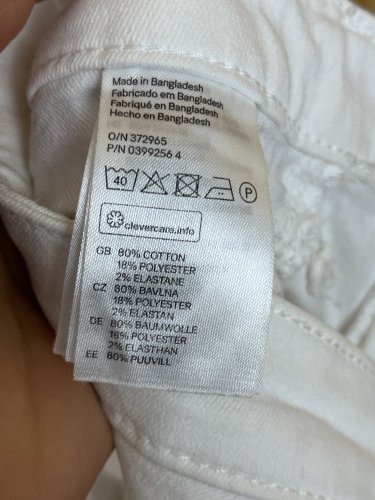 Made in Bangladesh
Fabricado em Bangladesh
Fabriqué en Bangladesh
Hecho en Bangladesh
O/N 372965
P/N 0399256 4
40 P
clevercare.info
GB 80% COTTON
18% POLYESTER
2% ELASTANE
CZ 80% BAVLNA
18% POLYESTER
2% ELASTAN
DE 80% BAUMWOLLE
18% POLYESTER
2% ELASTHAN
EE 80% PUUVILL